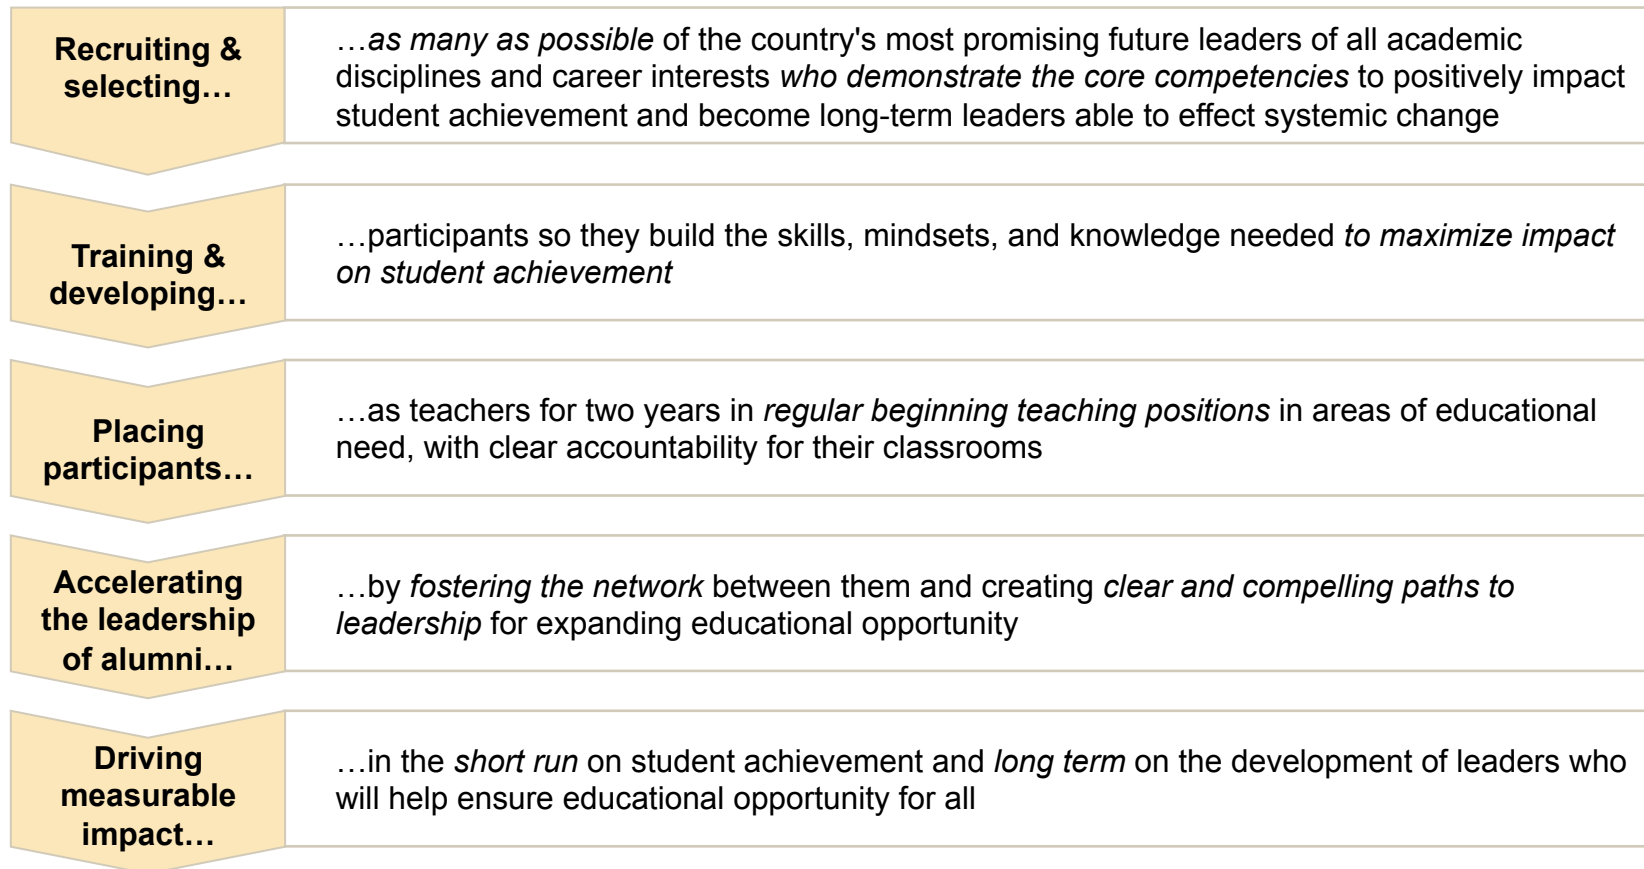 Recruiting &
selecting…
…as many as possible of the country's most promising future leaders of all academic
disciplines and career interests who demonstrate the core competencies to positively impact
student achievement and become long-term leaders able to effect systemic change
Training &
developing…
…participants so they build the skills, mindsets, and knowledge needed to maximize impact
on student achievement
Placing
participants…
…as teachers for two years in regular beginning teaching positions in areas of educational
need, with clear accountability for their classrooms
Accelerating
the leadership
of alumni…
…by fostering the network between them and creating clear and compelling paths to
leadership for expanding educational opportunity
Driving
measurable
impact…
…in the short run on student achievement and long term on the development of leaders who
will help ensure educational opportunity for all